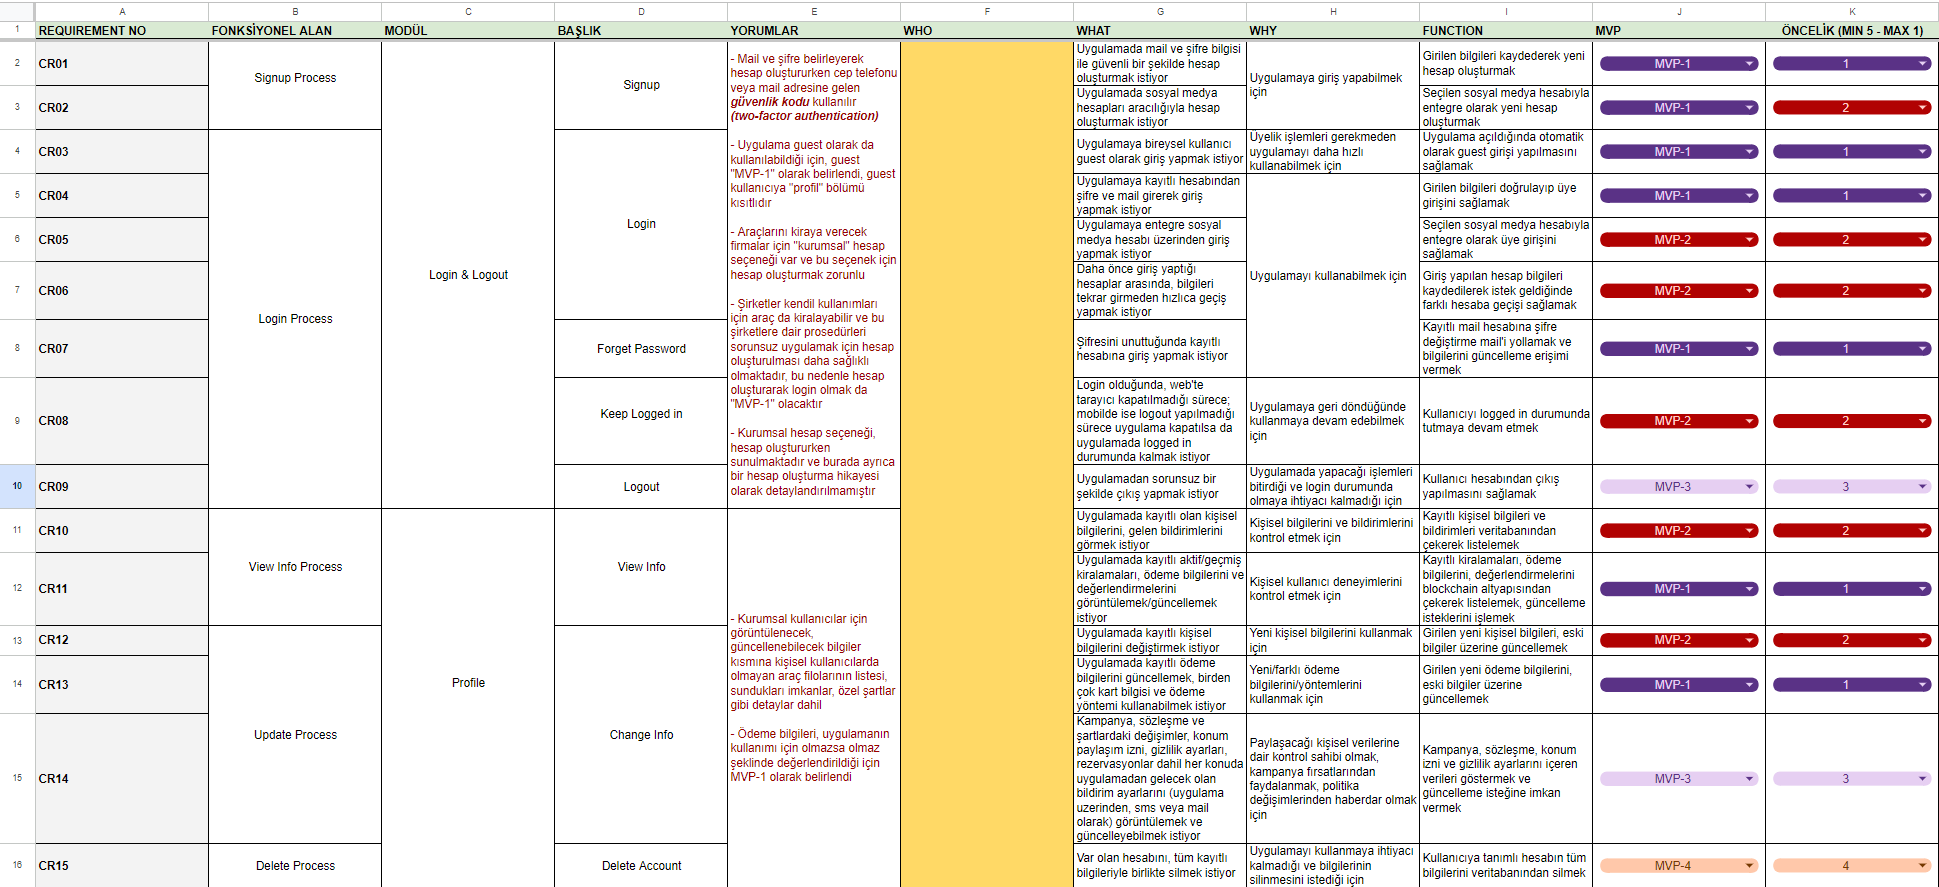 A B C D E F G H I J K
1 REQUIREMENT NO FONKSİYONEL ALAN MODÜL BAŞLIK YORUMLAR WHO WHAT WHY FUNCTION MVP ÖNCELİK (MIN 5 - MAX 1)
2 CR01
Signup Process
Login & Logout
Signup
- Mail ve şifre belirleyerek
hesap oluştururken cep telefonu
veya mail adresine gelen
güvenlik kodu kullanılır
(two-factor authentication)
- Uygulama guest olarak da
kullanılabildiği için, guest
"MVP-1" olarak belirlendi, guest
kullanıcıya "profil" bölümü
kısıtlıdır
- Araçlarını kiraya verecek
firmalar için "kurumsal" hesap
seçeneği var ve bu seçenek için
hesap oluşturmak zorunlu
- Şirketler kendil kullanımları
için araç da kiralayabilir ve bu
şirketlere dair prosedürleri
sorunsuz uygulamak için hesap
oluşturulması daha sağlıklı
olmaktadır, bu nedenle hesap
oluşturarak login olmak da
"MVP-1" olacaktır
- Kurumsal hesap seçeneği,
hesap oluştururken
sunulmaktadır ve burada ayrıca
bir hesap oluşturma hikayesi
olarak detaylandırılmamıştır
Uygulamada mail ve şifre bilgisi
ile güvenli bir şekilde hesap
oluşturmak istiyor
Uygulamaya giriş yapabilmek
için
Girilen bilgileri kaydederek yeni
hesap oluşturmak
MVP-1
1
3 CR02
Uygulamada sosyal medya
hesapları aracılığıyla hesap
oluşturmak istiyor
Seçilen sosyal medya hesabıyla
entegre olarak yeni hesap
oluşturmak
MVP-1
2
4 CR03
Login Process
Login
Uygulamaya bireysel kullanıcı
guest olarak giriş yapmak istiyor
Üyelik işlemleri gerekmeden
uygulamayı daha hızlı
kullanabilmek için
Uygulama açıldığında otomatik
olarak guest girişi yapılmasını
sağlamak
MVP-1
1
5 CR04
Uygulamaya kayıtlı hesabından
şifre ve mail girerek giriş
yapmak istiyor
Uygulamayı kullanabilmek için
Girilen bilgileri doğrulayıp üye
girişini sağlamak
MVP-1
1
6 CR05
Uygulamaya entegre sosyal
medya hesabı üzerinden giriş
yapmak istiyor
Seçilen sosyal medya hesabıyla
entegre olarak üye girişini
sağlamak
MVP-2
2
7 CR06
Daha önce giriş yaptığı
hesaplar arasında, bilgileri
tekrar girmeden hızlıca geçiş
yapmak istiyor
Giriş yapılan hesap bilgileri
kaydedilerek istek geldiğinde
farklı hesaba geçişi sağlamak
MVP-2
2
8 CR07
Forget Password
Şifresini unuttuğunda kayıtlı
hesabına giriş yapmak istiyor
Kayıtlı mail hesabına şifre
değiştirme mail'i yollamak ve
bilgilerini güncelleme erişimi
vermek
MVP-1
1
9 CR08
Keep Logged in
Login olduğunda, web'te
tarayıcı kapatılmadığı sürece;
mobilde ise logout yapılmadığı
sürece uygulama kapatılsa da
uygulamada logged in
durumunda kalmak istiyor
Uygulamaya geri döndüğünde
kullanmaya devam edebilmek
için
Kullanıcıyı logged in durumunda
tutmaya devam etmek
MVP-2
2
10 CR09
Logout
Uygulamadan sorunsuz bir
şekilde çıkış yapmak istiyor
Uygulamada yapacağı işlemleri
bitirdiği ve login durumunda
olmaya ihtiyacı kalmadığı için
Kullanıcı hesabından çıkış
yapılmasını sağlamak
MVP-3
3
11 CR10
View Info Process
Profile
View Info
- Kurumsal kullanıcılar için
görüntülenecek,
güncellenebilecek bilgiler
kısmına kişisel kullanıcılarda
olmayan araç filolarının listesi,
sundukları imkanlar, özel şartlar
gibi detaylar dahil
- Ödeme bilgileri, uygulamanın
kullanımı için olmazsa olmaz
şeklinde değerlendirildiği için
MVP-1 olarak belirlendi
Uygulamada kayıtlı olan kişisel
bilgilerini, gelen bildirimlerini
görmek istiyor
Kişisel bilgilerini ve bildirimlerini
kontrol etmek için
Kayıtlı kişisel bilgileri ve
bildirimleri veritabanından
çekerek listelemek
MVP-2
2
12 CR11
Uygulamada kayıtlı aktif/geçmiş
kiralamaları, ödeme bilgilerini ve
değerlendirmelerini
görüntülemek/güncellemek
istiyor
Kişisel kullanıcı deneyimlerini
kontrol etmek için
Kayıtlı kiralamaları, ödeme
bilgilerini, değerlendirmelerini
blockchain altyapısından
çekerek listelemek, güncelleme
isteklerini işlemek
MVP-1
1
13 CR12
Update Process
Change Info
Uygulamada kayıtlı kişisel
bilgilerini değiştirmek istiyor
Yeni kişisel bilgilerini kullanmak
için
Girilen yeni kişisel bilgileri, eski
bilgiler üzerine güncellemek
MVP-2
2
14 CR13
Uygulamada kayıtlı ödeme
bilgilerini güncellemek, birden
çok kart bilgisi ve ödeme
yöntemi kullanabilmek istiyor
Yeni/farklı ödeme
bilgilerini/yöntemlerini
kullanmak için
Girilen yeni ödeme bilgilerini,
eski bilgiler üzerine
güncellemek
MVP-1
1
15 CR14
Kampanya, sözleşme ve
şartlardaki değişimler, konum
paylaşım izni, gizlilik ayarları,
rezervasyonlar dahil her konuda
uygulamadan gelecek olan
bildirim ayarlarını (uygulama
uzerinden, sms veya mail
olarak) görüntülemek ve
güncelleyebilmek istiyor
Paylaşacağı kişisel verilerine
dair kontrol sahibi olmak,
kampanya fırsatlarından
faydalanmak, politika
değişimlerinden haberdar olmak
için
Kampanya, sözleşme, konum
izni ve gizlilik ayarlarını içeren
verileri göstermek ve
güncelleme isteğine imkan
vermek
MVP-3
3
16 CR15
Delete Process
Delete Account
Var olan hesabını, tüm kayıtlı
bilgileriyle birlikte silmek istiyor
Uygulamayı kullanmaya ihtiyacı
kalmadığı ve bilgilerinin
silinmesini istediği için
Kullanıcıya tanımlı hesabın tüm
bilgilerini veritabanından silmek
MVP-4
4